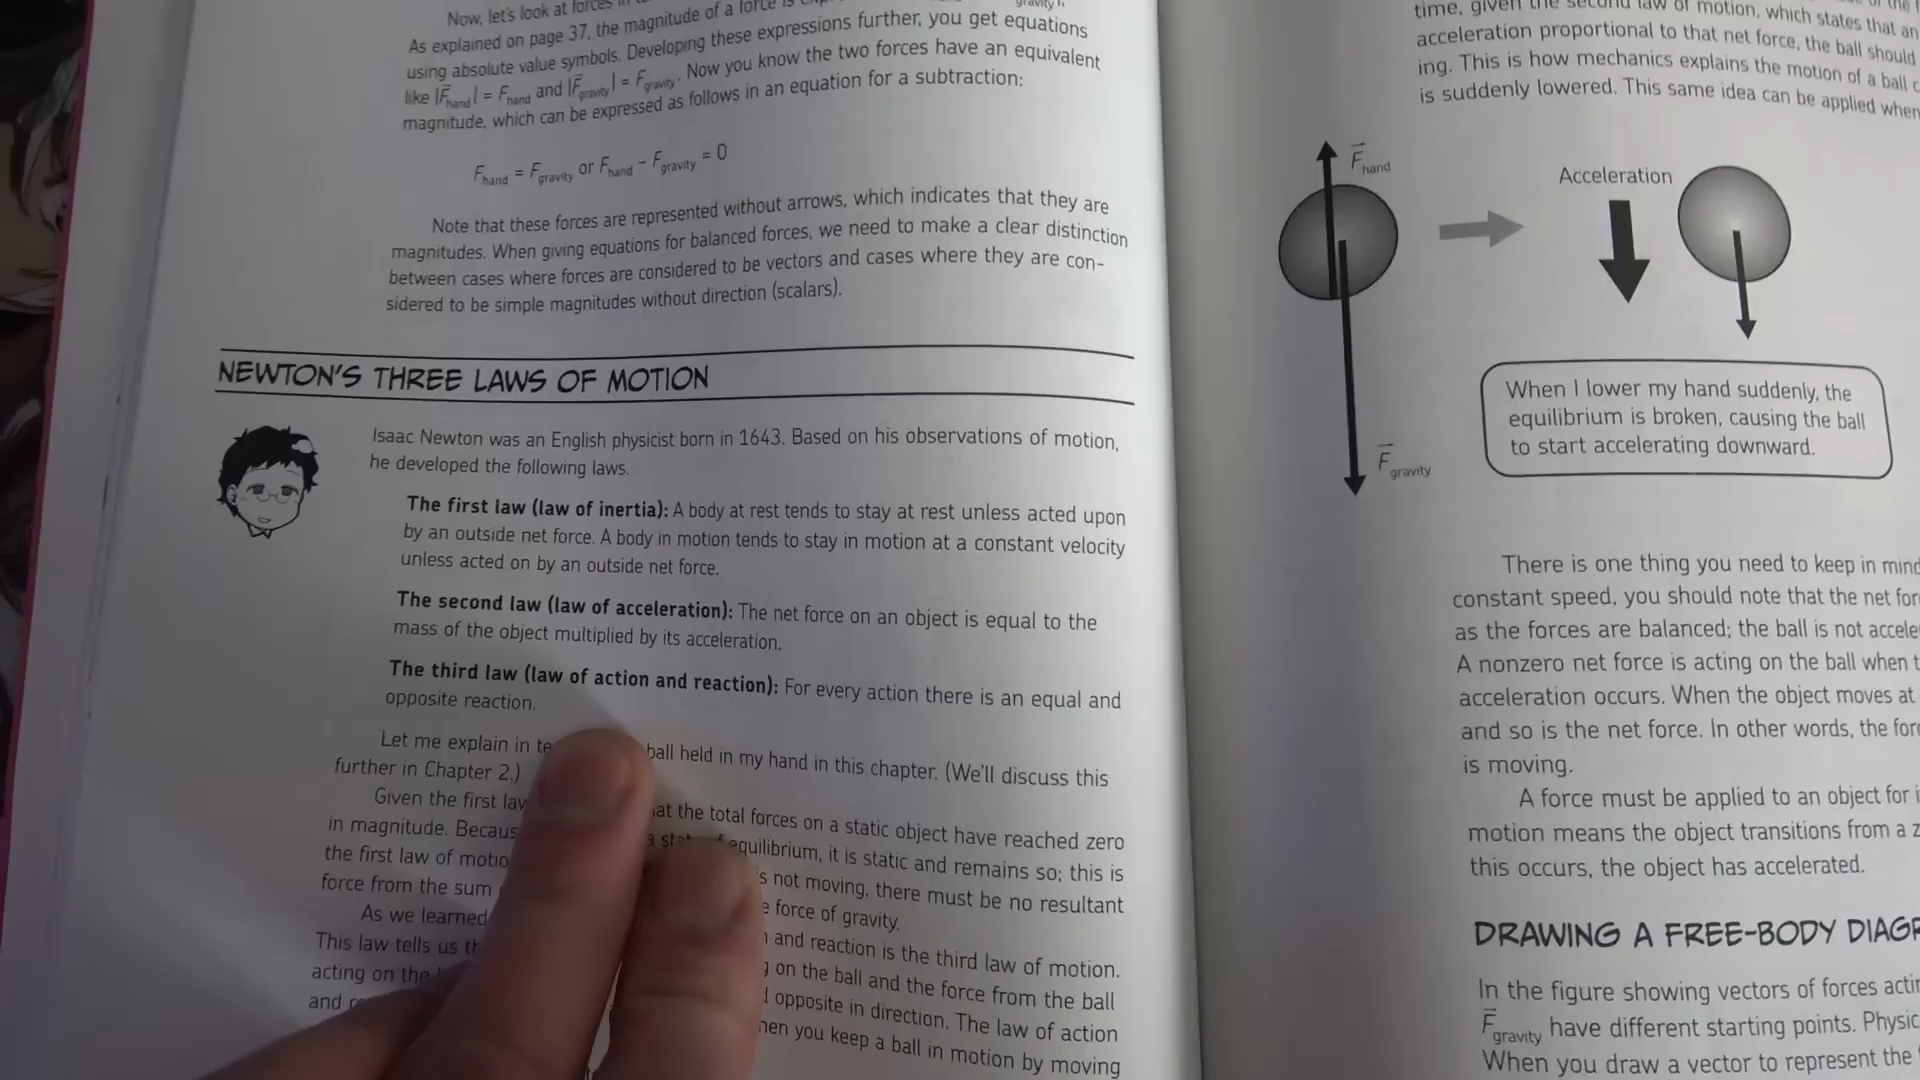 Now, let's look at forces in
As explained on page 37, the magnitude of a force is
using absolute value symbols. Developing these expressions further, you get equations
like |F⃗hand| = Fhand and |F⃗gravity| = Fgravity. Now you know the two forces have an equivalent
magnitude, which can be expressed as follows in an equation for a subtraction:
Fhand = Fgravity or Fhand − Fgravity = 0
Note that these forces are represented without arrows, which indicates that they are
magnitudes. When giving equations for balanced forces, we need to make a clear distinction
between cases where forces are considered to be vectors and cases where they are con-
sidered to be simple magnitudes without direction (scalars).
NEWTON'S THREE LAWS OF MOTION
Isaac Newton was an English physicist born in 1643. Based on his observations of motion,
he developed the following laws.
The first law (law of inertia): A body at rest tends to stay at rest unless acted upon
by an outside net force. A body in motion tends to stay in motion at a constant velocity
unless acted on by an outside net force.
The second law (law of acceleration): The net force on an object is equal to the
mass of the object multiplied by its acceleration.
The third law (law of action and reaction): For every action there is an equal and
opposite reaction.
Let me explain in ball held in my hand in this chapter. (We'll discuss this
further in Chapter 2.)
Given the first law at the total forces on a static object have reached zero
in magnitude. Becaus a state of equilibrium, it is static and remains so; this is
the first law of motio is not moving, there must be no resultant
force from the sum force of gravity.
As we learned and reaction is the third law of motion.
This law tells us on the ball and the force from the ball
acting on the opposite in direction. The law of action
and when you keep a ball in motion by moving
time, given the second law of motion, which states that an
acceleration proportional to that net force, the ball should
ing. This is how mechanics explains the motion of a ball
is suddenly lowered. This same idea can be applied when
F⃗hand
Acceleration
F⃗gravity
When I lower my hand suddenly, the
equilibrium is broken, causing the ball
to start accelerating downward.
There is one thing you need to keep in mind
constant speed, you should note that the net for
as the forces are balanced; the ball is not accele
A nonzero net force is acting on the ball when
acceleration occurs. When the object moves at
and so is the net force. In other words, the for
is moving.
A force must be applied to an object for
motion means the object transitions from a
this occurs, the object has accelerated.
DRAWING A FREE-BODY DIAGR
In the figure showing vectors of forces actin
F⃗gravity have different starting points. Physic
When you draw a vector to represent the